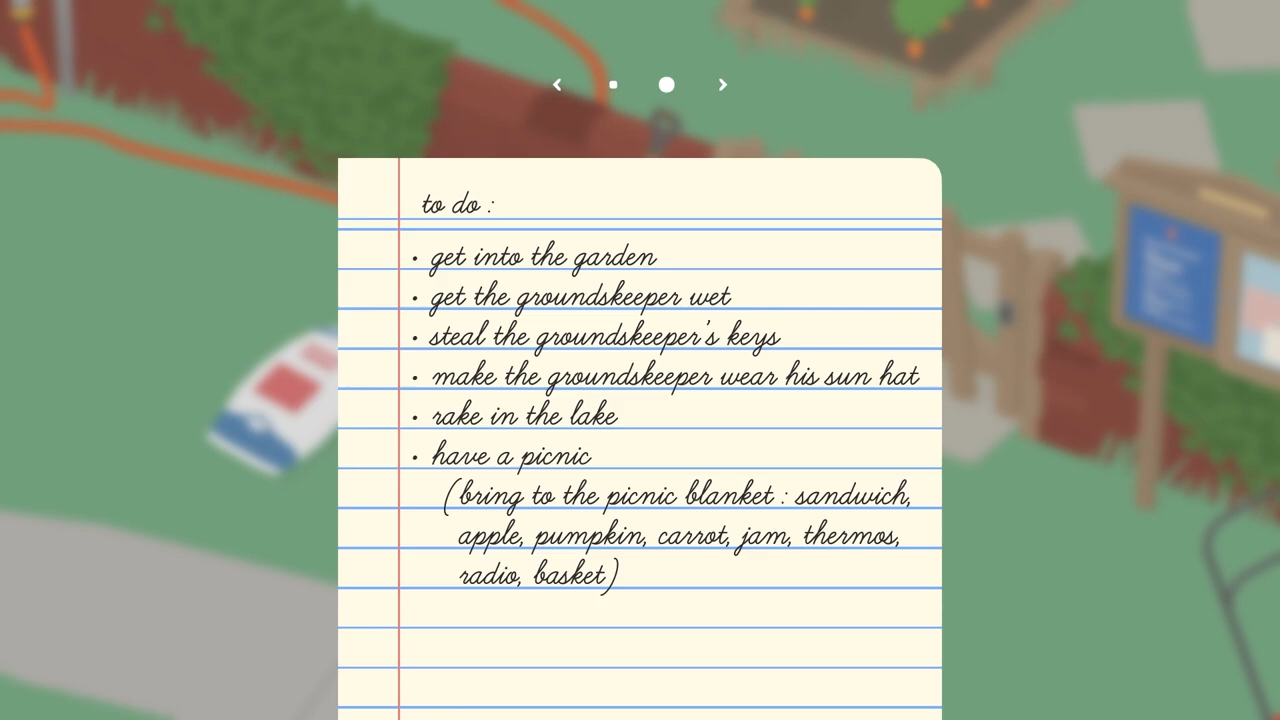 to do :
• get into the garden
• get the groundskeeper wet
• steal the groundskeeper's keys
• make the groundskeeper wear his sun hat
• rake in the lake
• have a picnic
(bring to the picnic blanket : sandwich,
apple, pumpkin, carrot, jam, thermos,
radio, basket)